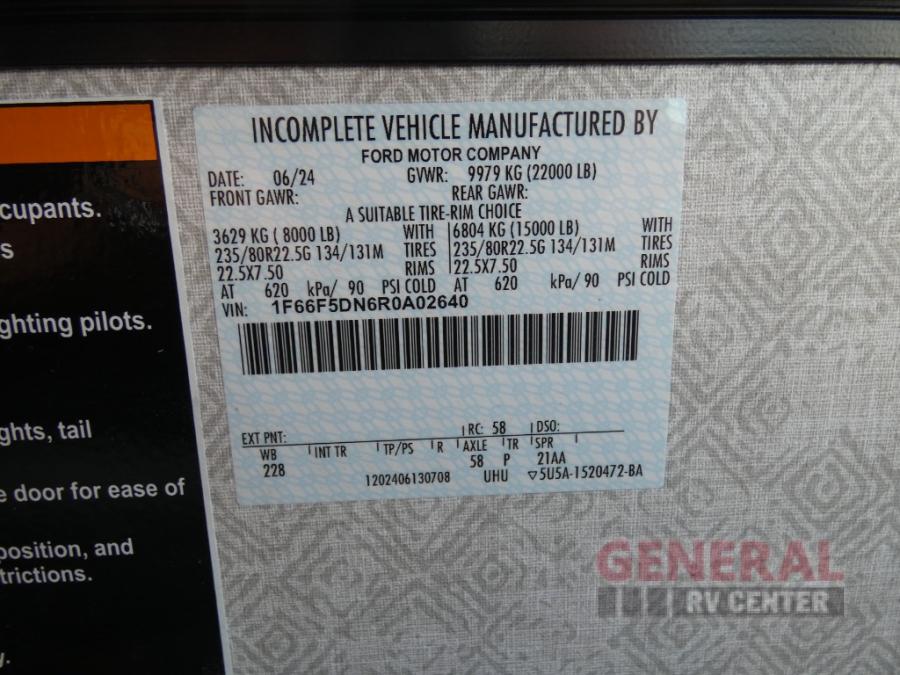 INCOMPLETE VEHICLE MANUFACTURED BY
FORD MOTOR COMPANY
DATE: 06/24 GVWR: 9979 KG (22000 LB)
FRONT GAWR: REAR GAWR:
A SUITABLE TIRE-RIM CHOICE
3629 KG ( 8000 LB) WITH 6804 KG (15000 LB) WITH
235/80R22.5G 134/131M TIRES 235/80R22.5G 134/131M TIRES
22.5X7.50 RIMS 22.5X7.50 RIMS
AT 620 kPa/ 90 PSI COLD AT 620 kPa/ 90 PSI COLD
VIN: 1F66F5DN6R0A02640
EXT PNT: RC: 58 DSO:
WB INT TR TP/PS R AXLE TR SPR
228 58 P 21AA
1202406130708 UHU ▽5U5A-1520472-BA
cupants.
s
ghting pilots.
ghts, tail
e door for ease of
position, and
trictions.
y.
GENERAL
RV CENTER